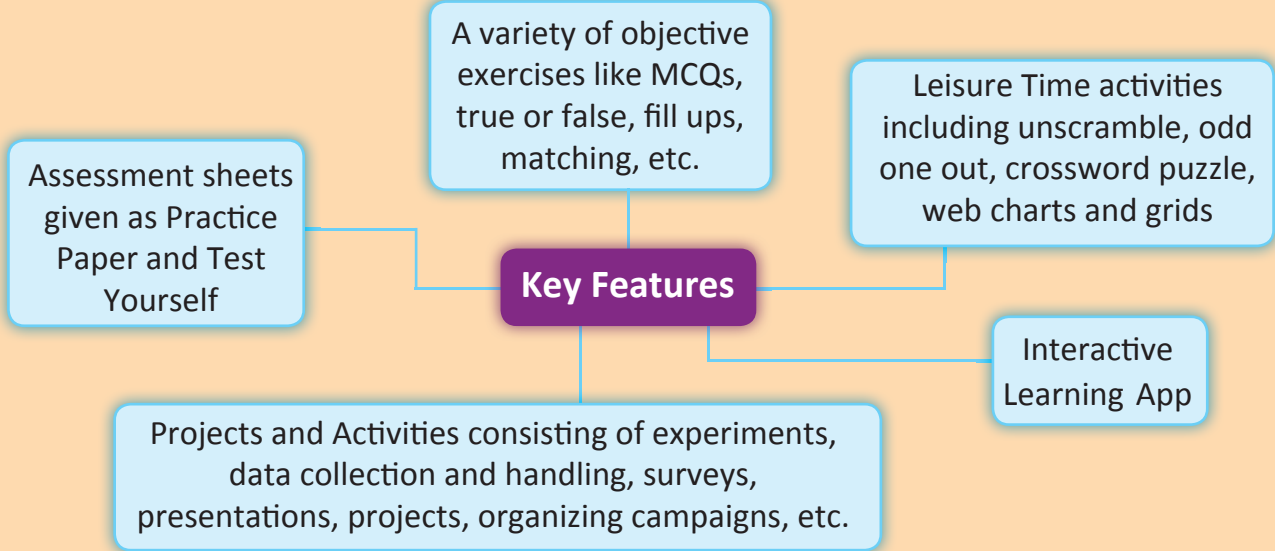 A variety of objective
exercises like MCQs,
true or false, fill ups,
matching, etc.
Leisure Time activities
including unscramble, odd
one out, crossword puzzle,
web charts and grids
Assessment sheets
given as Practice
Paper and Test
Yourself
Key Features
Interactive
Learning App
Projects and Activities consisting of experiments,
data collection and handling, surveys,
presentations, projects, organizing campaigns, etc.